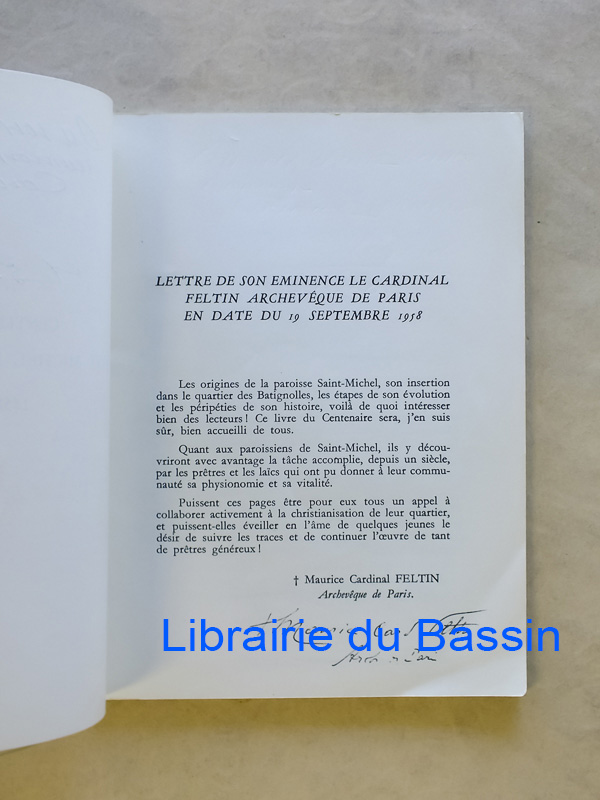 LETTRE DE SON EMINENCE LE CARDINAL
FELTIN ARCHEVÉQUE DE PARIS
EN DATE DU 19 SEPTEMBRE 1958
Les origines de la paroisse Saint-Michel, son insertion
dans le quartier des Batignolles, les étapes de son évolution
et les péripéties de son histoire, voilà de quoi intéresser
bien des lecteurs! Ce livre du Centenaire sera, j'en suis
sûr, bien accueilli de tous.
Quant aux paroissiens de Saint-Michel, ils y décou-
vriront avec avantage la tâche accomplie, depuis un siècle,
par les prêtres et les laïcs qui ont pu donner à leur commu-
nauté sa physionomie et sa vitalité.
Puissent ces pages être pour eux tous un appel à
collaborer activement à la christianisation de leur quartier,
et puissent-elles éveiller en l'âme de quelques jeunes le
désir de suivre les traces et de continuer l'œuvre de tant
de prêtres généreux!
† Maurice Cardinal FELTIN
Archevêque de Paris.
Librairie du Bassin